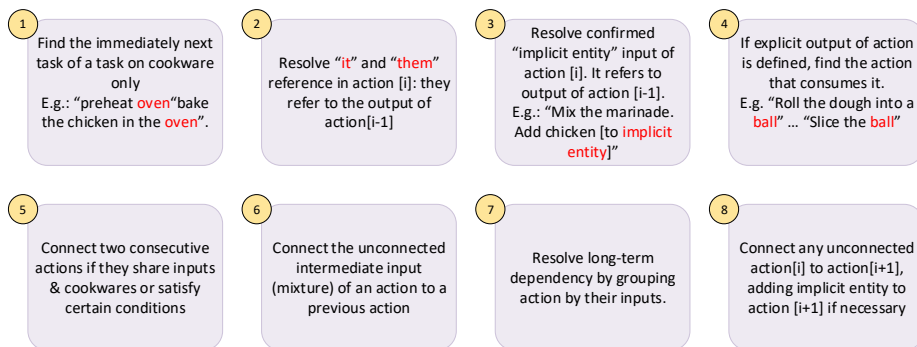 1
Find the immediately next
task of a task on cookware
only
E.g.: “preheat oven“bake
the chicken in the oven”.
2
Resolve “it” and “them”
reference in action [i]: they
refer to the output of
action[i-1]
3
Resolve confirmed
“implicit entity” input of
action [i]. It refers to
output of action [i-1].
E.g.: “Mix the marinade.
Add chicken [to implicit
entity]”
4
If explicit output of action
is defined, find the action
that consumes it.
E.g. “Roll the dough into a
ball” ... “Slice the ball”
5
Connect two consecutive
actions if they share inputs
& cookwares or satisfy
certain conditions
6
Connect the unconnected
intermediate input
(mixture) of an action to a
previous action
7
Resolve long-term
dependency by grouping
action by their inputs.
8
Connect any unconnected
action[i] to action[i+1],
adding implicit entity to
action [i+1] if necessary